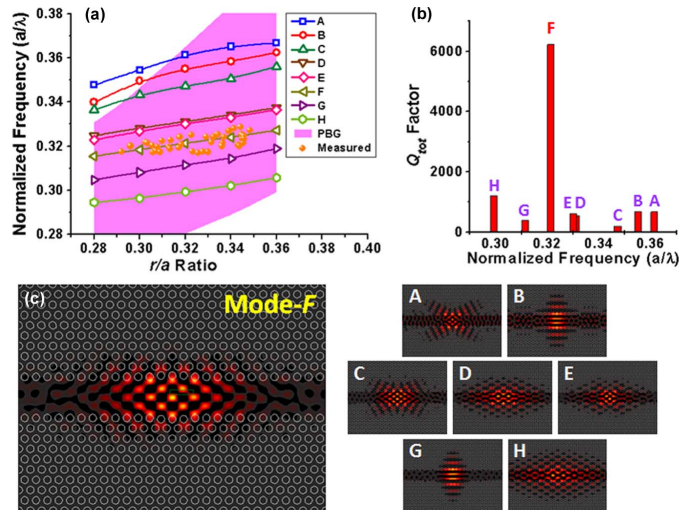 (a)
Normalized Frequency (a/λ)
0.38
0.36
0.34
0.32
0.30
0.28
0.28 0.30 0.32 0.34 0.36 0.38 0.40
r/a Ratio
A
B
C
D
E
F
G
H
PBG
Measured
(b)
Qtot Factor
6000
4000
2000
0
H
G
F
E D
C
B A
0.30 0.32 0.34 0.36
Normalized Frequency (a/λ)
(c)
Mode-F
A
B
C
D
E
G
H